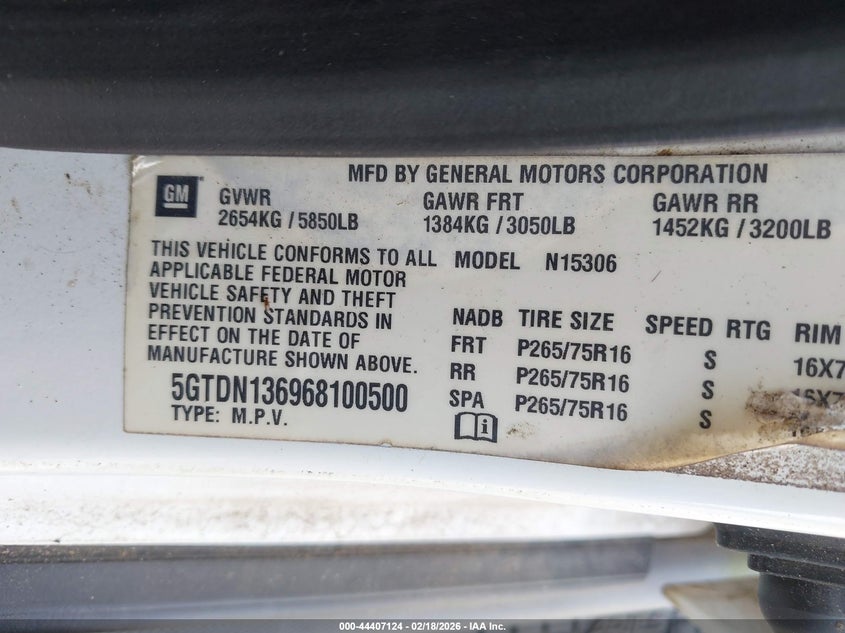 MFD BY GENERAL MOTORS CORPORATION
GM
GVWR GAWR FRT GAWR RR
2654KG / 5850LB 1384KG / 3050LB 1452KG / 3200LB
THIS VEHICLE CONFORMS TO ALL
APPLICABLE FEDERAL MOTOR
VEHICLE SAFETY AND THEFT
PREVENTION STANDARDS IN
EFFECT ON THE DATE OF
MANUFACTURE SHOWN ABOVE.
5GTDN136968100500
TYPE: M.P.V.
MODEL N15306
NADB TIRE SIZE SPEED RTG RIM
FRT P265/75R16 S 16X7
RR P265/75R16 S 16X7
SPA P265/75R16 S
i
000-44407124 | 02/18/2026 - IAA Inc.